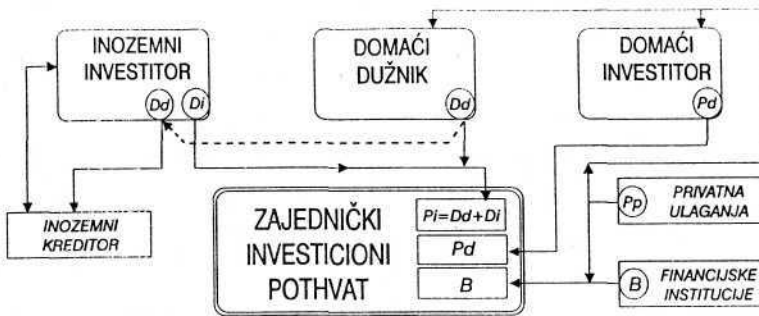 INOZEMNI
INVESTITOR
Dd
Di
DOMAĆI
DUŽNIK
Dd
DOMAĆI
INVESTITOR
Pd
INOZEMNI
KREDITOR
ZAJEDNIČKI
INVESTICIONI
POTHVAT
Pi=Dd+Di
Pd
B
Pp
PRIVATNA
ULAGANJA
B
FINANCIJSKE
INSTITUCIJE